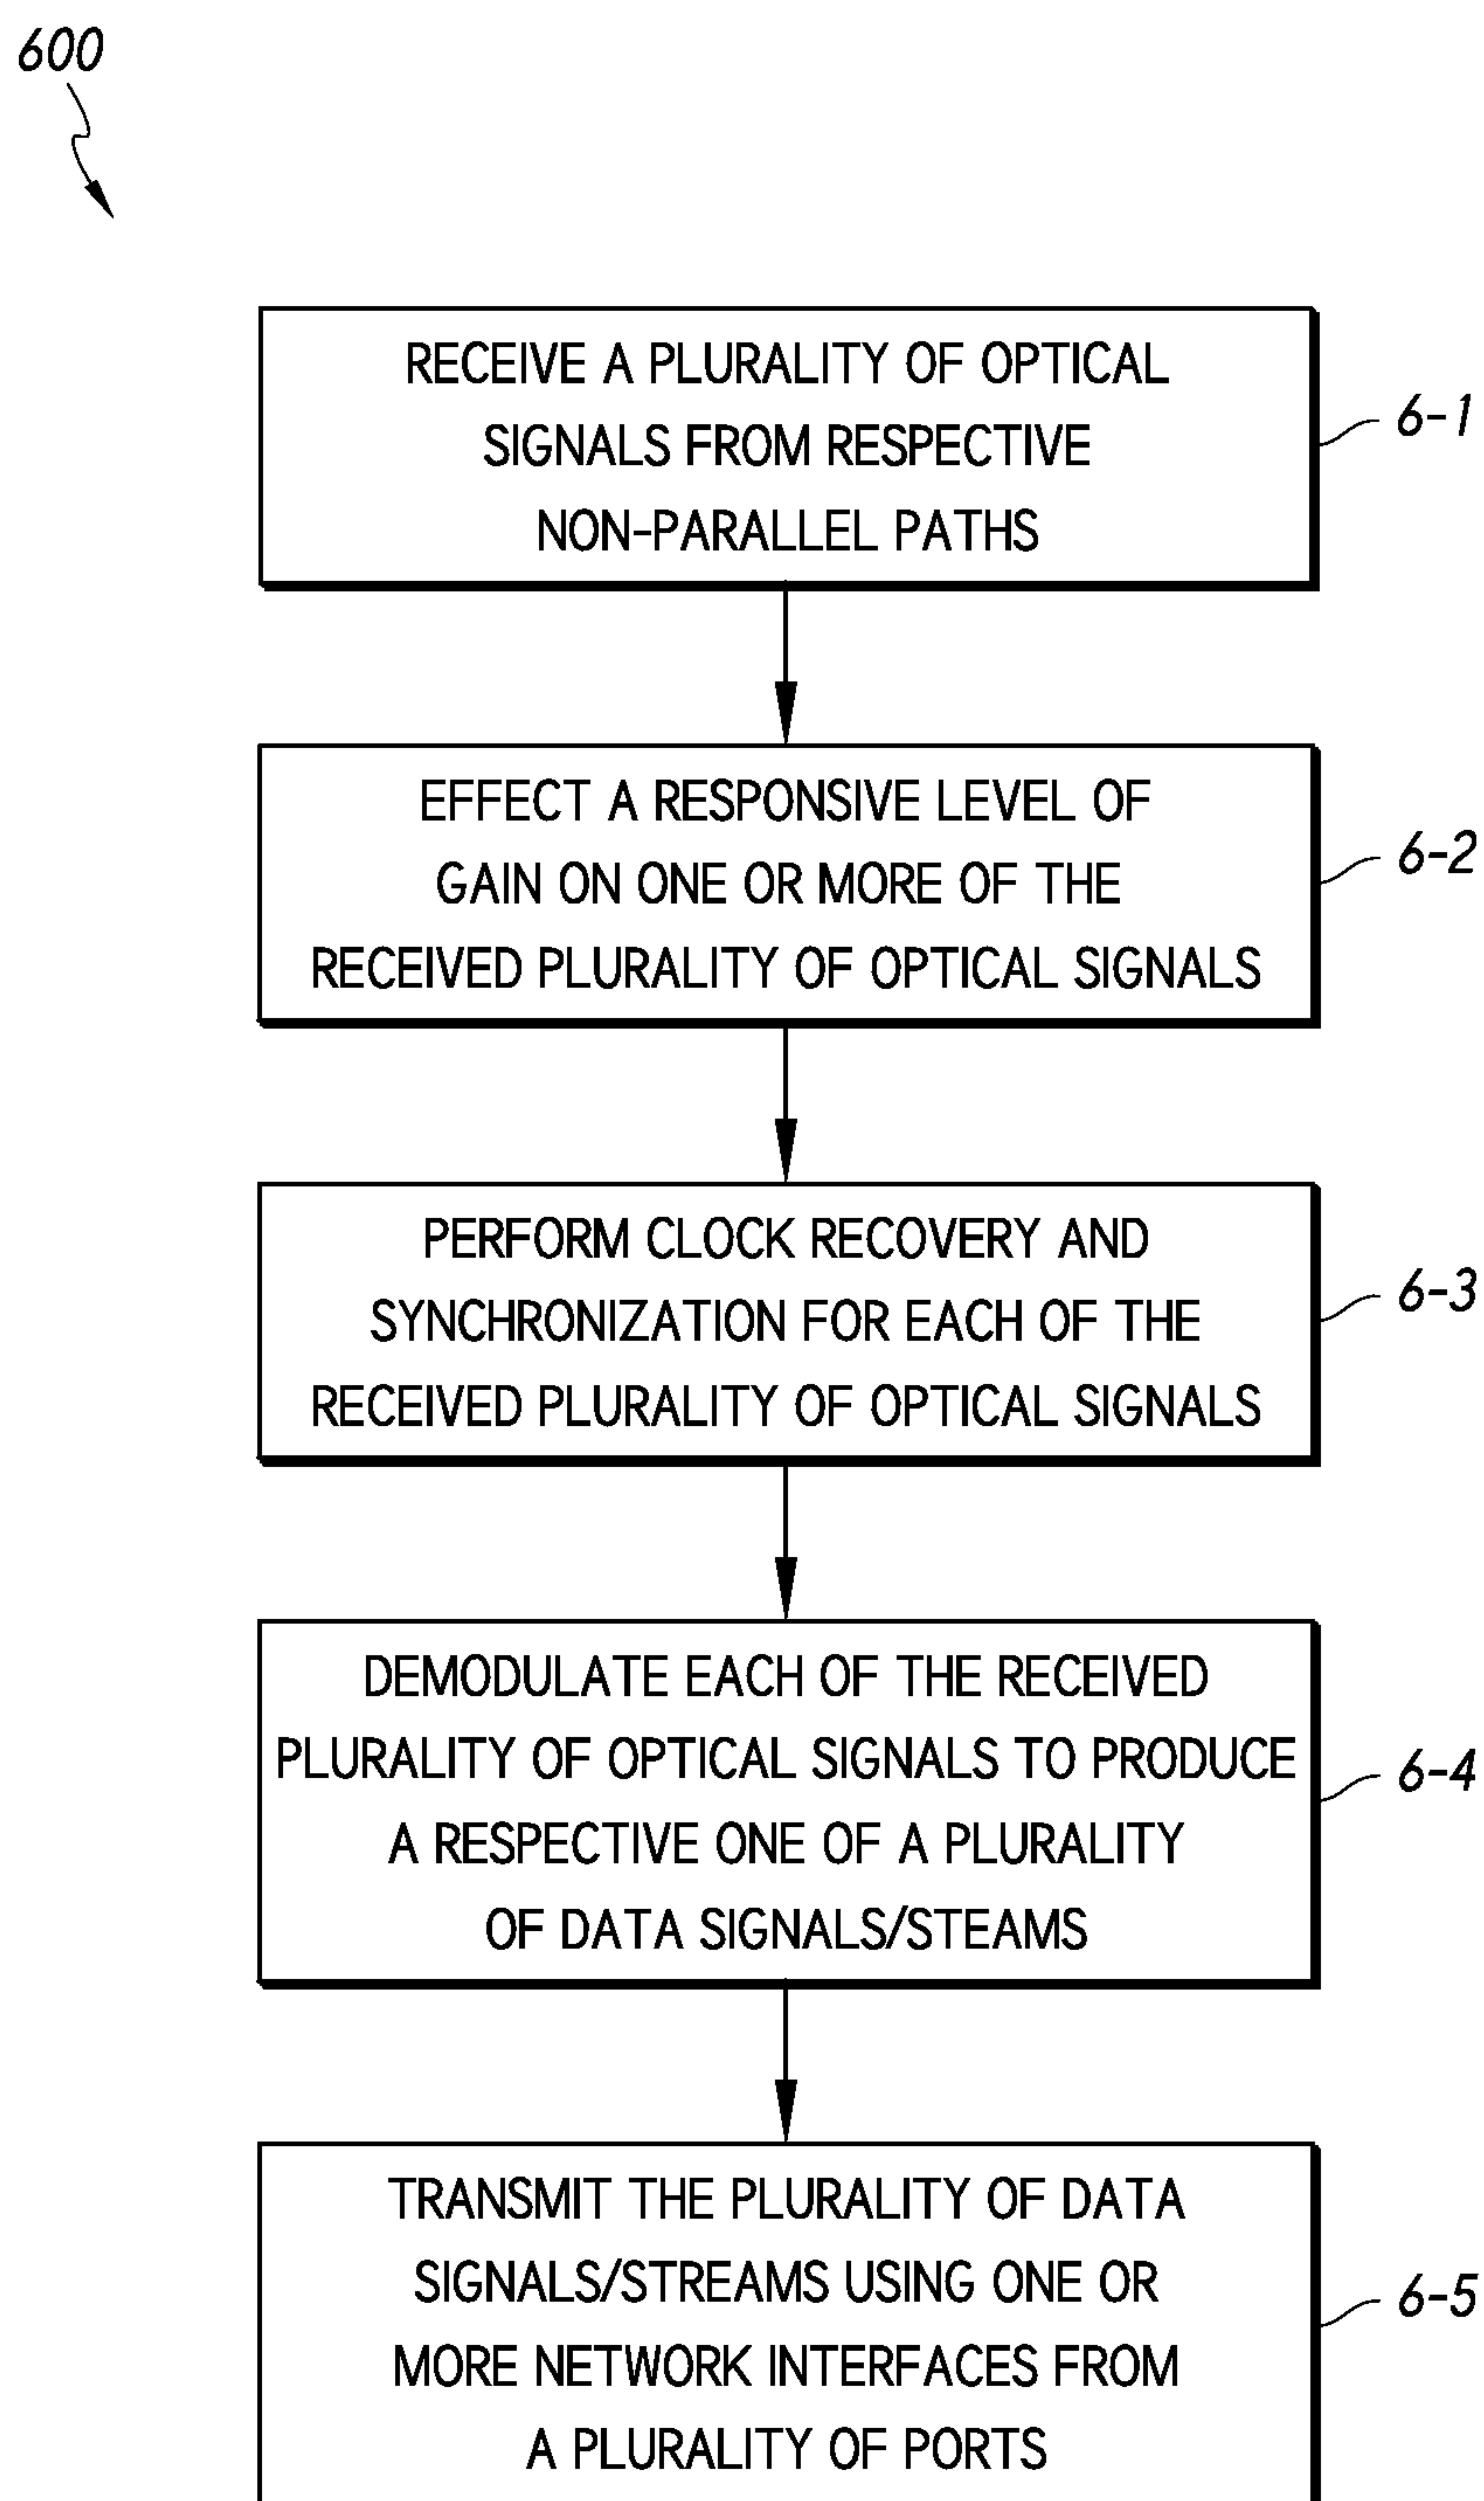 600
RECEIVE A PLURALITY OF OPTICAL
SIGNALS FROM RESPECTIVE
NON-PARALLEL PATHS
6-1
EFFECT A RESPONSIVE LEVEL OF
GAIN ON ONE OR MORE OF THE
RECEIVED PLURALITY OF OPTICAL SIGNALS
6-2
PERFORM CLOCK RECOVERY AND
SYNCHRONIZATION FOR EACH OF THE
RECEIVED PLURALITY OF OPTICAL SIGNALS
6-3
DEMODULATE EACH OF THE RECEIVED
PLURALITY OF OPTICAL SIGNALS TO PRODUCE
A RESPECTIVE ONE OF A PLURALITY
OF DATA SIGNALS/STEAMS
6-4
TRANSMIT THE PLURALITY OF DATA
SIGNALS/STREAMS USING ONE OR
MORE NETWORK INTERFACES FROM
A PLURALITY OF PORTS
6-5